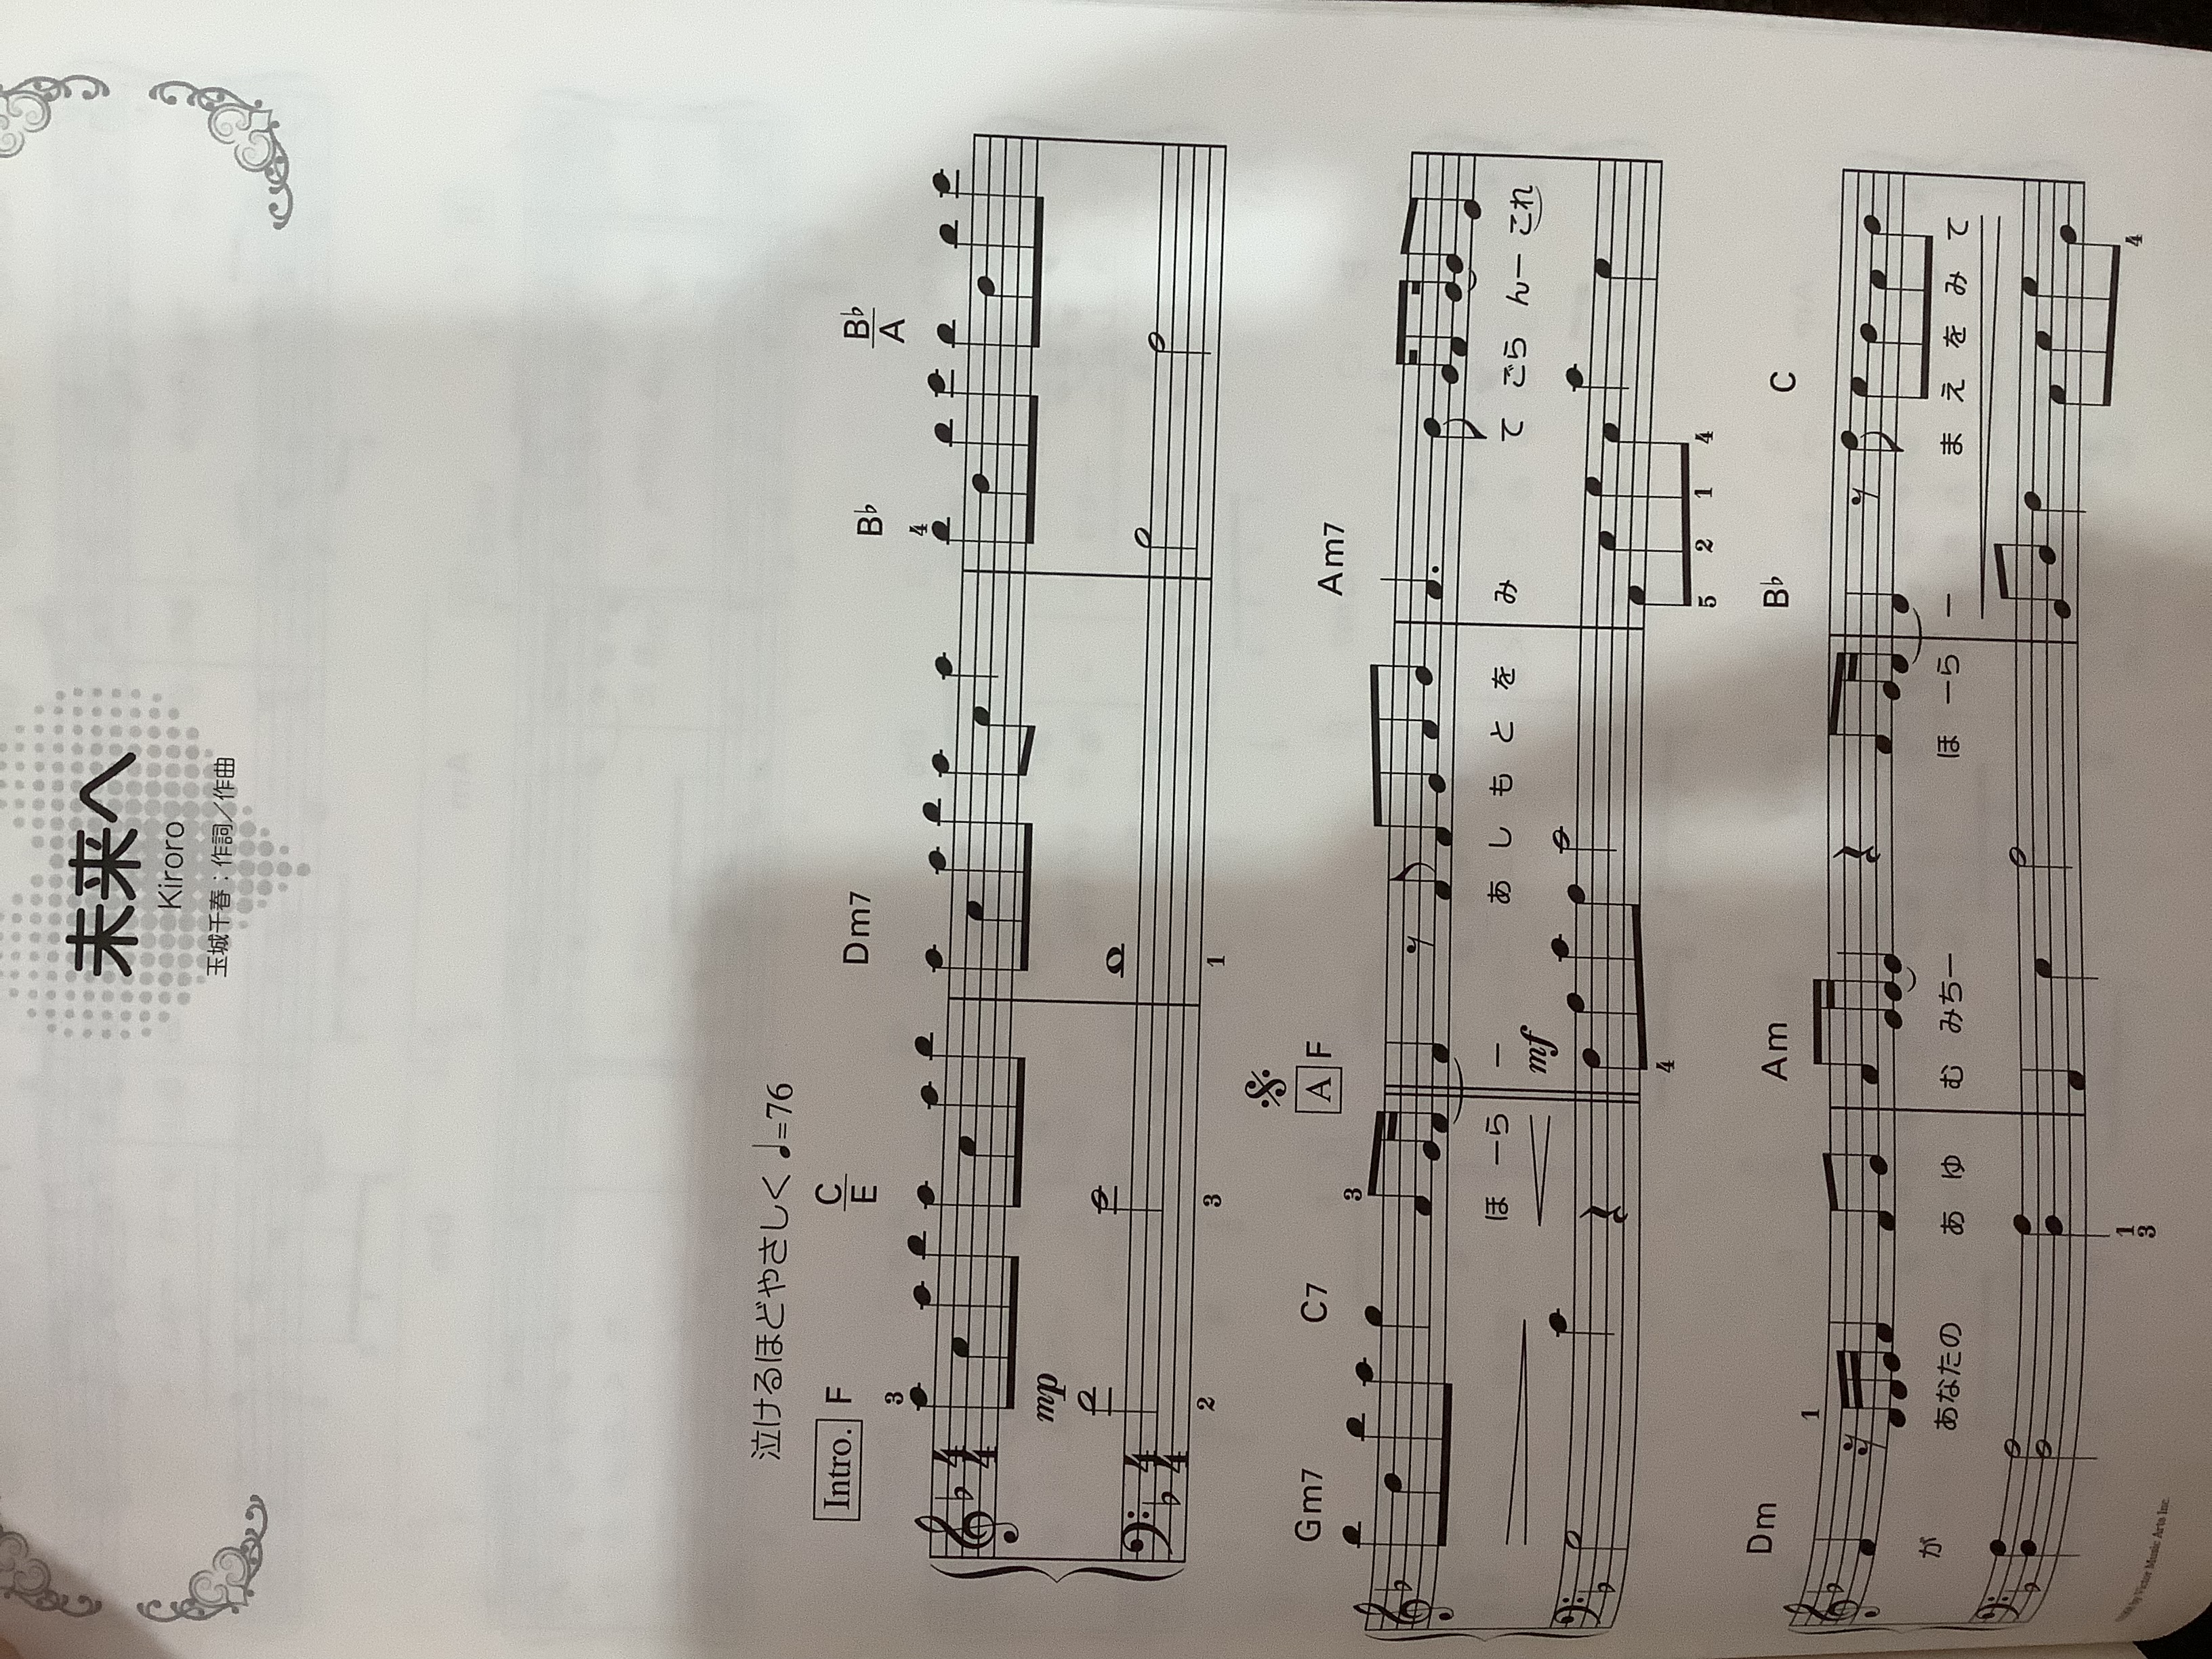 未来へ
Kiroro
玉城千春：作詞／作曲
泣けるほどやさしく ♩=76
Intro. F C/E Dm7 B♭ B♭/A
3 4
4/4
mp
4/4
2 3 1
Gm7 C7 A F Am7
3
ほ ーら ー あ し も と を み て ごら んー これ
mf
4 5 2 1 4
Dm Am B♭ C
1
が あなたの あ ゆ む みちー ほ ーら ー ま え を み て
1
3 4
by Victor Music Arts Inc.